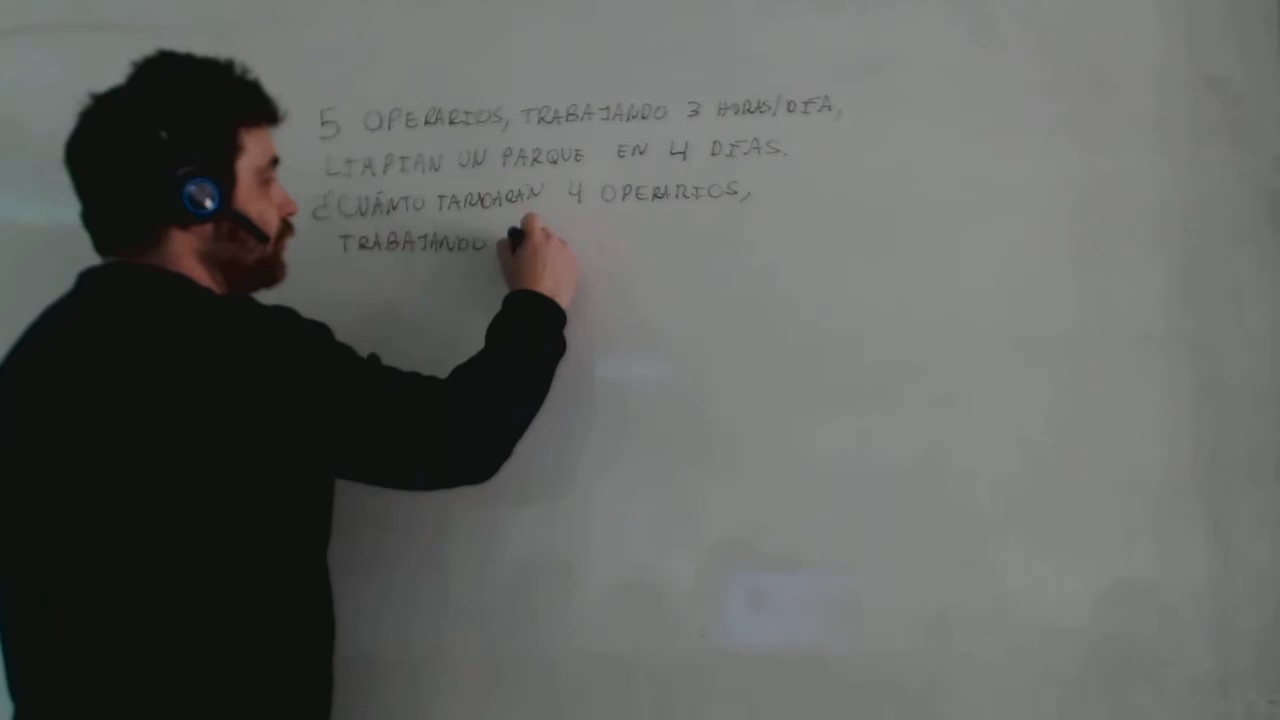 5 OPERARIOS, TRABAJANDO 3 HORAS/DÍA,
LIMPIAN UN PARQUE EN 4 DÍAS.
¿CUÁNTO TARDARÁN 4 OPERARIOS,
TRABAJANDO